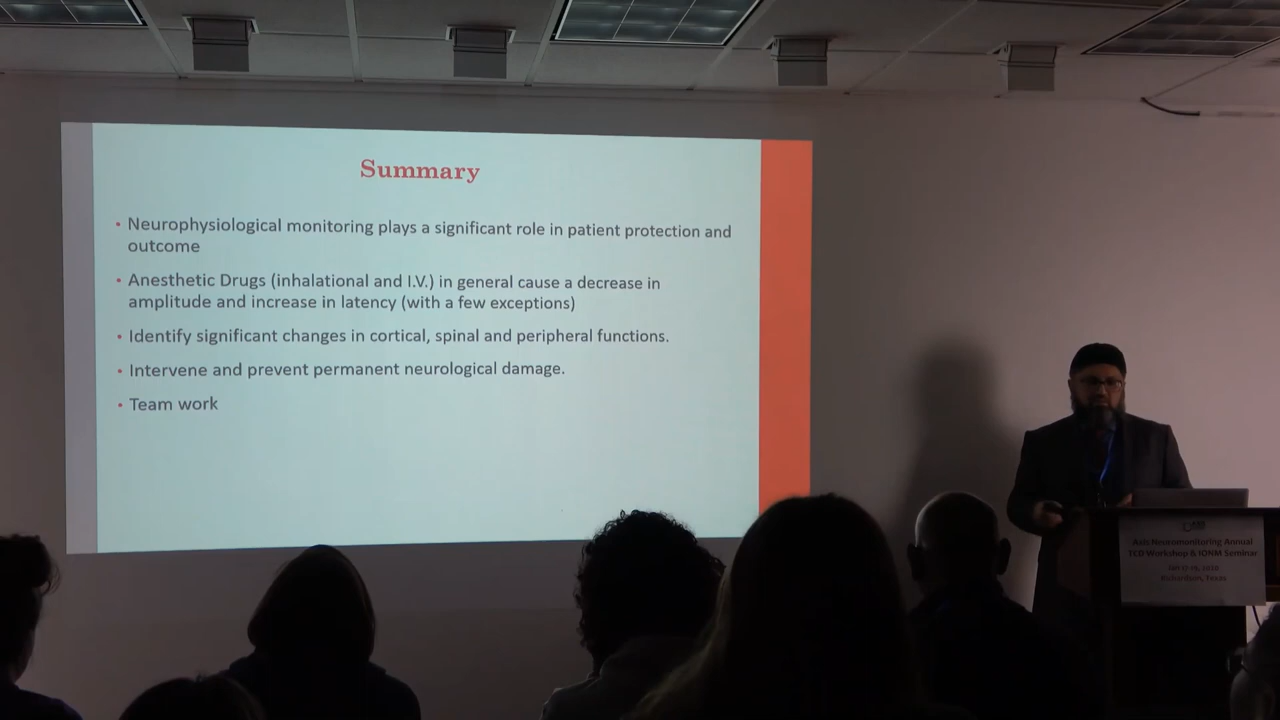 Summary
• Neurophysiological monitoring plays a significant role in patient protection and
outcome
• Anesthetic Drugs (inhalational and I.V.) in general cause a decrease in
amplitude and increase in latency (with a few exceptions)
• Identify significant changes in cortical, spinal and peripheral functions.
• Intervene and prevent permanent neurological damage.
• Team work
Axis Neuromonitoring Annual
TCD Workshop & IONM Seminar
Richardson, Texas